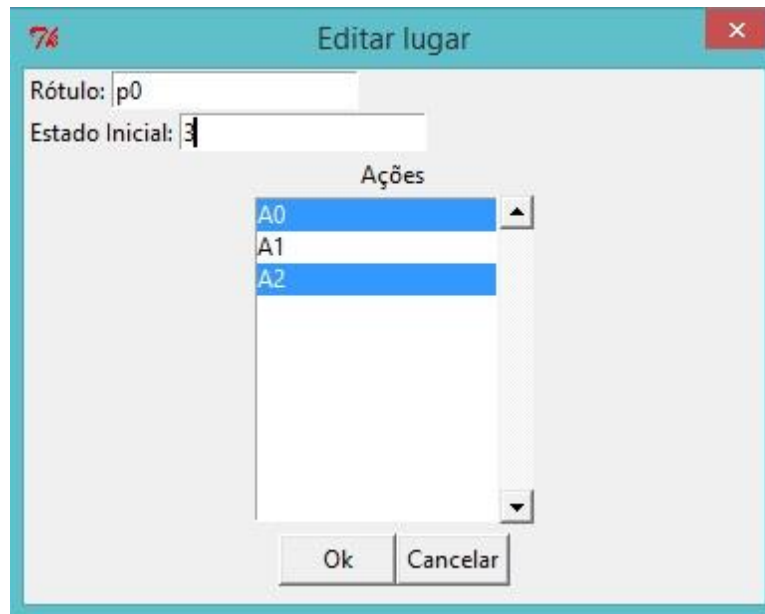 Editar lugar
Rótulo: p0
Estado Inicial: 3
Ações
A0
A1
A2
Ok Cancelar